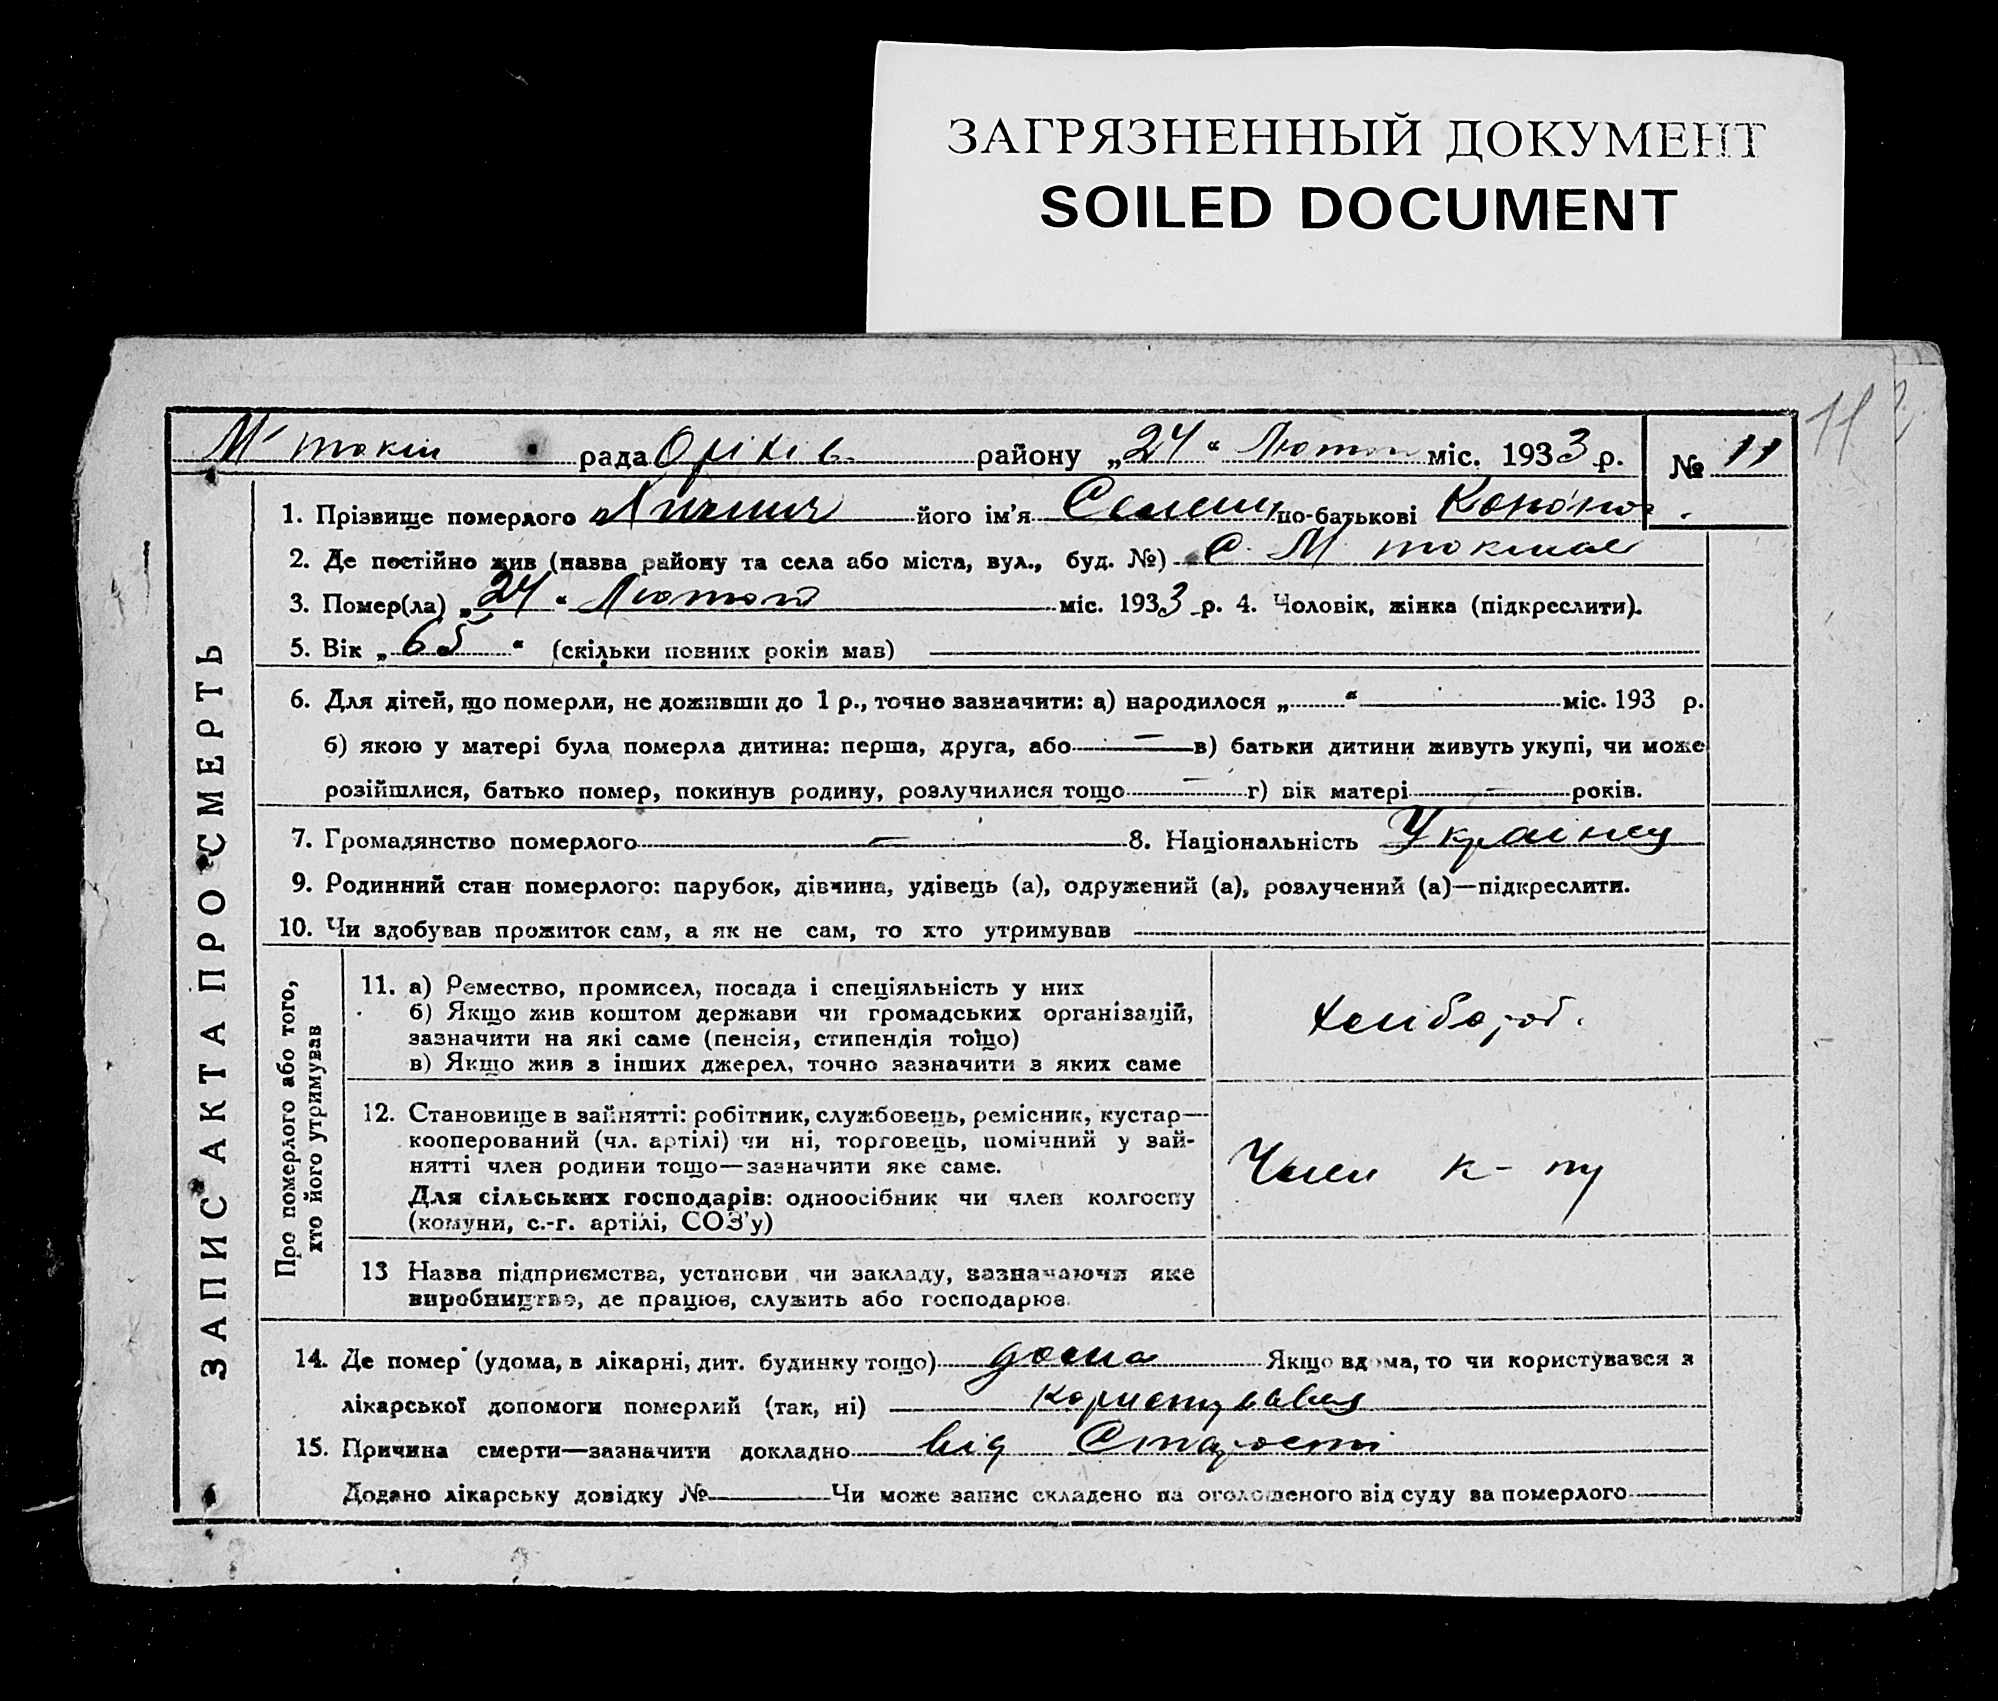 ЗАГРЯЗНЕННЫЙ ДОКУМЕНТ
SOILED DOCUMENT
М токм рада Оріхів. району „24“ Лютого міс. 1933 р. № 11
1. Прізвище померлого його ім’я Семен по-батькові
2. Де постійно жив (назва району та села або міста, вул., буд. №) С. М токмак
3. Помер(ла) „24“ Лютого міс. 1933 р. 4. Чоловік, жінка (підкреслити).
5. Вік „65“ (скільки повних років мав)
6. Для дітей, що померли, не доживши до 1 р., точно зазначити: а) народилося „ “ — міс. 193 р.
б) якою у матері була померла дитина: перша, друга, або — в) батьки дитини живуть укупі, чи може
розійшлися, батько помер, покинув родину, розлучилися тощо — г) вік матері — років.
7. Громадянство померлого — 8. Національність Українец
9. Родинний стан померлого: парубок, дівчина, удівець (а), одружений (а), розлучений (а)—підкреслити.
10. Чи здобував прожиток сам, а як не сам, то хто утримував
11. а) Ремество, промисел, посада і спеціяльність у них
б) Якщо жив коштом держави чи громадських організацій,
зазначити на які саме (пенсія, стипендія тощо)
в) Якщо жив з інших джерел, точно зазначити з яких саме
хлібороб.
12. Становище в зайнятті: робітник, службовець, ремісник, кустар—
кооперований (чл. артілі) чи ні, торговець, помічний у зай-
нятті член родини тощо—зазначити яке саме.
Для сільських господарів: одноосібник чи член колгоспу
(комуни, с.-г. артілі, СОЗ’у)
Член к-пу
13 Назва підприємства, установи чи закладу, зазначаючи яке
виробництво, де працює, служить або господарює.
14. Де помер (удома, в лікарні, дит. будинку тощо) дома Якщо вдома, то чи користувався з
лікарської допомоги померлий (так, ні) користувався
15. Причина смерти—зазначити докладно від Старості
Додано лікарську довідку № Чи може запис складено на оголошеного від суду за померлого
ЗАПИС АКТА ПРО СМЕРТЬ
Про померлого або того,
хто його утримував